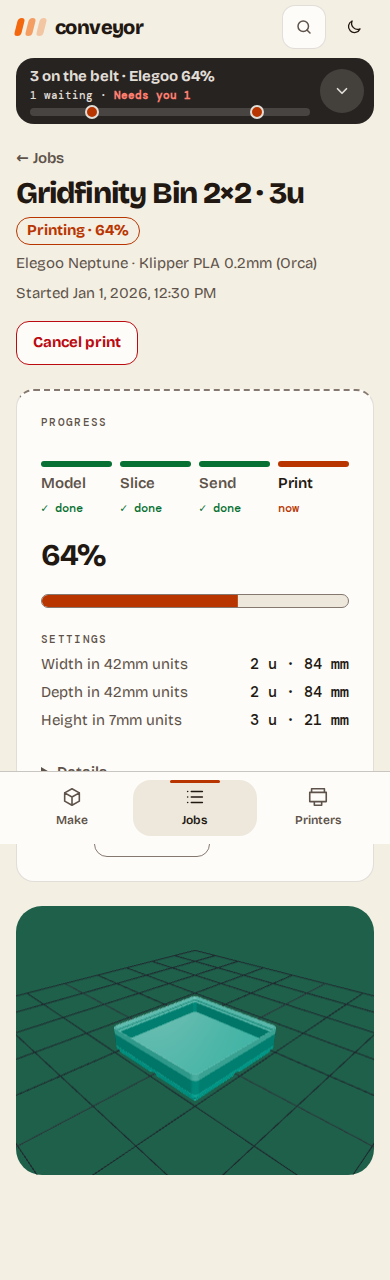 conveyor
3 on the belt · Elegoo 64%
1 waiting · Needs you 1
← Jobs
Gridfinity Bin 2×2 · 3u
Printing · 64%
Elegoo Neptune · Klipper PLA 0.2mm (Orca)
Started Jan 1, 2026, 12:30 PM
Cancel print
PROGRESS
Model Slice Send Print
✓ done ✓ done ✓ done now
64%
SETTINGS
Width in 42mm units 2 u · 84 mm
Depth in 42mm units 2 u · 84 mm
Height in 7mm units 3 u · 21 mm
Details
Make Jobs Printers